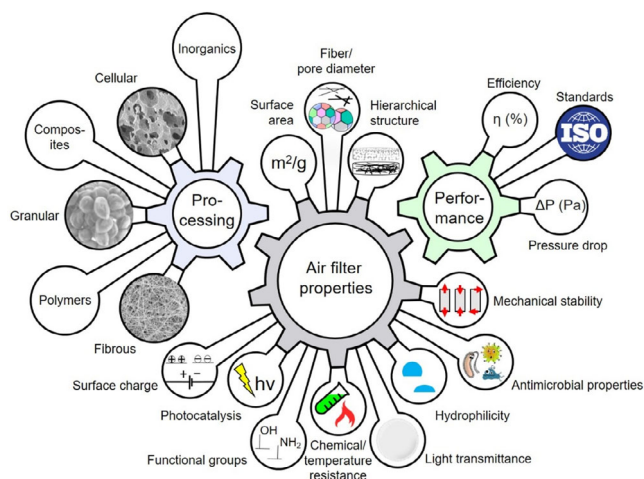 Inorganics
Cellular
Compos-
ites
Granular
Polymers
Fibrous
Pro-
cessing
Fiber/
pore diameter
Surface
area
m²/g
Hierarchical
structure
Efficiency
η (%)
Standards
ISO
ΔP (Pa)
Pressure drop
Perfor-
mance
Air filter
properties
Mechanical stability
Antimicrobial properties
Hydrophilicity
Light transmittance
Chemical/
temperature
resistance
OH
NH₂
Functional groups
hv
Photocatalysis
+ −
Surface charge